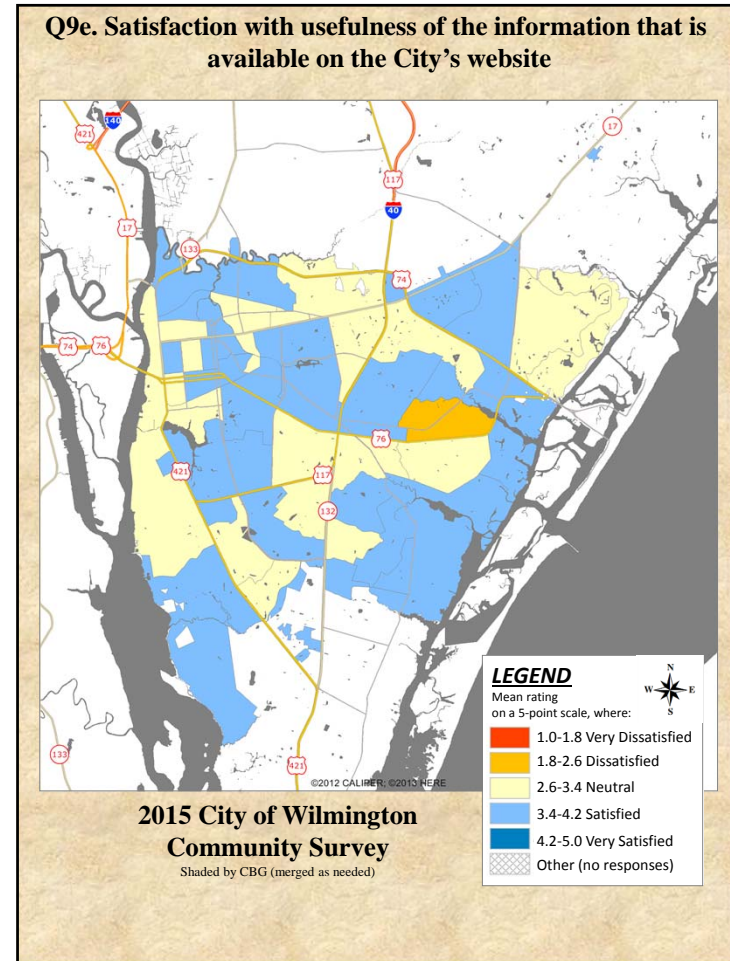 Q9e. Satisfaction with usefulness of the information that is
available on the City's website
140
421
17
117
40
17
133
74
74
76
76
421
117
132
133
421
©2012 CALIPER; ©2013 HERE
LEGEND
Mean rating
on a 5-point scale, where:
N
W E
S
1.0-1.8 Very Dissatisfied
1.8-2.6 Dissatisfied
2.6-3.4 Neutral
3.4-4.2 Satisfied
4.2-5.0 Very Satisfied
Other (no responses)
2015 City of Wilmington
Community Survey
Shaded by CBG (merged as needed)